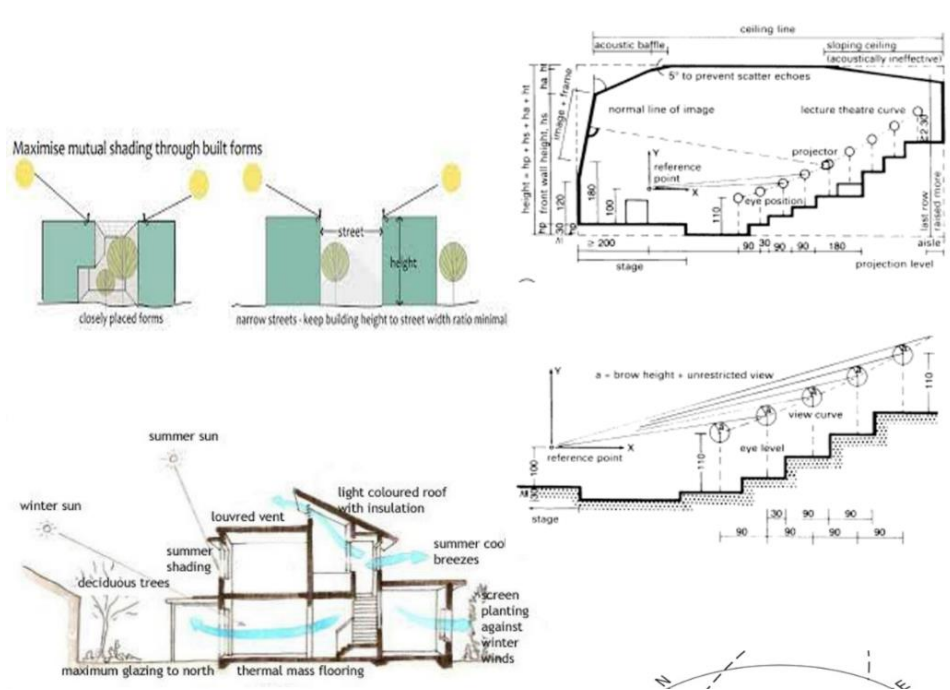 Maximise mutual shading through built forms
street
height
closely placed forms
narrow streets - keep building height to street width ratio minimal
ceiling line
acoustic baffle
sloping ceiling
(acoustically ineffective)
5° to prevent scatter echoes
normal line of image
lecture theatre curve
projector
reference
point
Y
X
eye position
height = hp + hs + ha + ht
front wall height, hs
image + frame
ha
ht
hp
180
120
100
110
30
≥ 200
90 30 90 90 180
stage
last row
raised more
aisle
projection level
Y
a = brow height + unrestricted view
view curve
eye level
X
reference point
110
110
100
30
stage
30 90 90
90 90 90
summer sun
winter sun
light coloured roof
with insulation
louvred vent
summer
shading
summer cool
breezes
deciduous trees
screen
planting
against
winter
winds
maximum glazing to north
thermal mass flooring
N
E